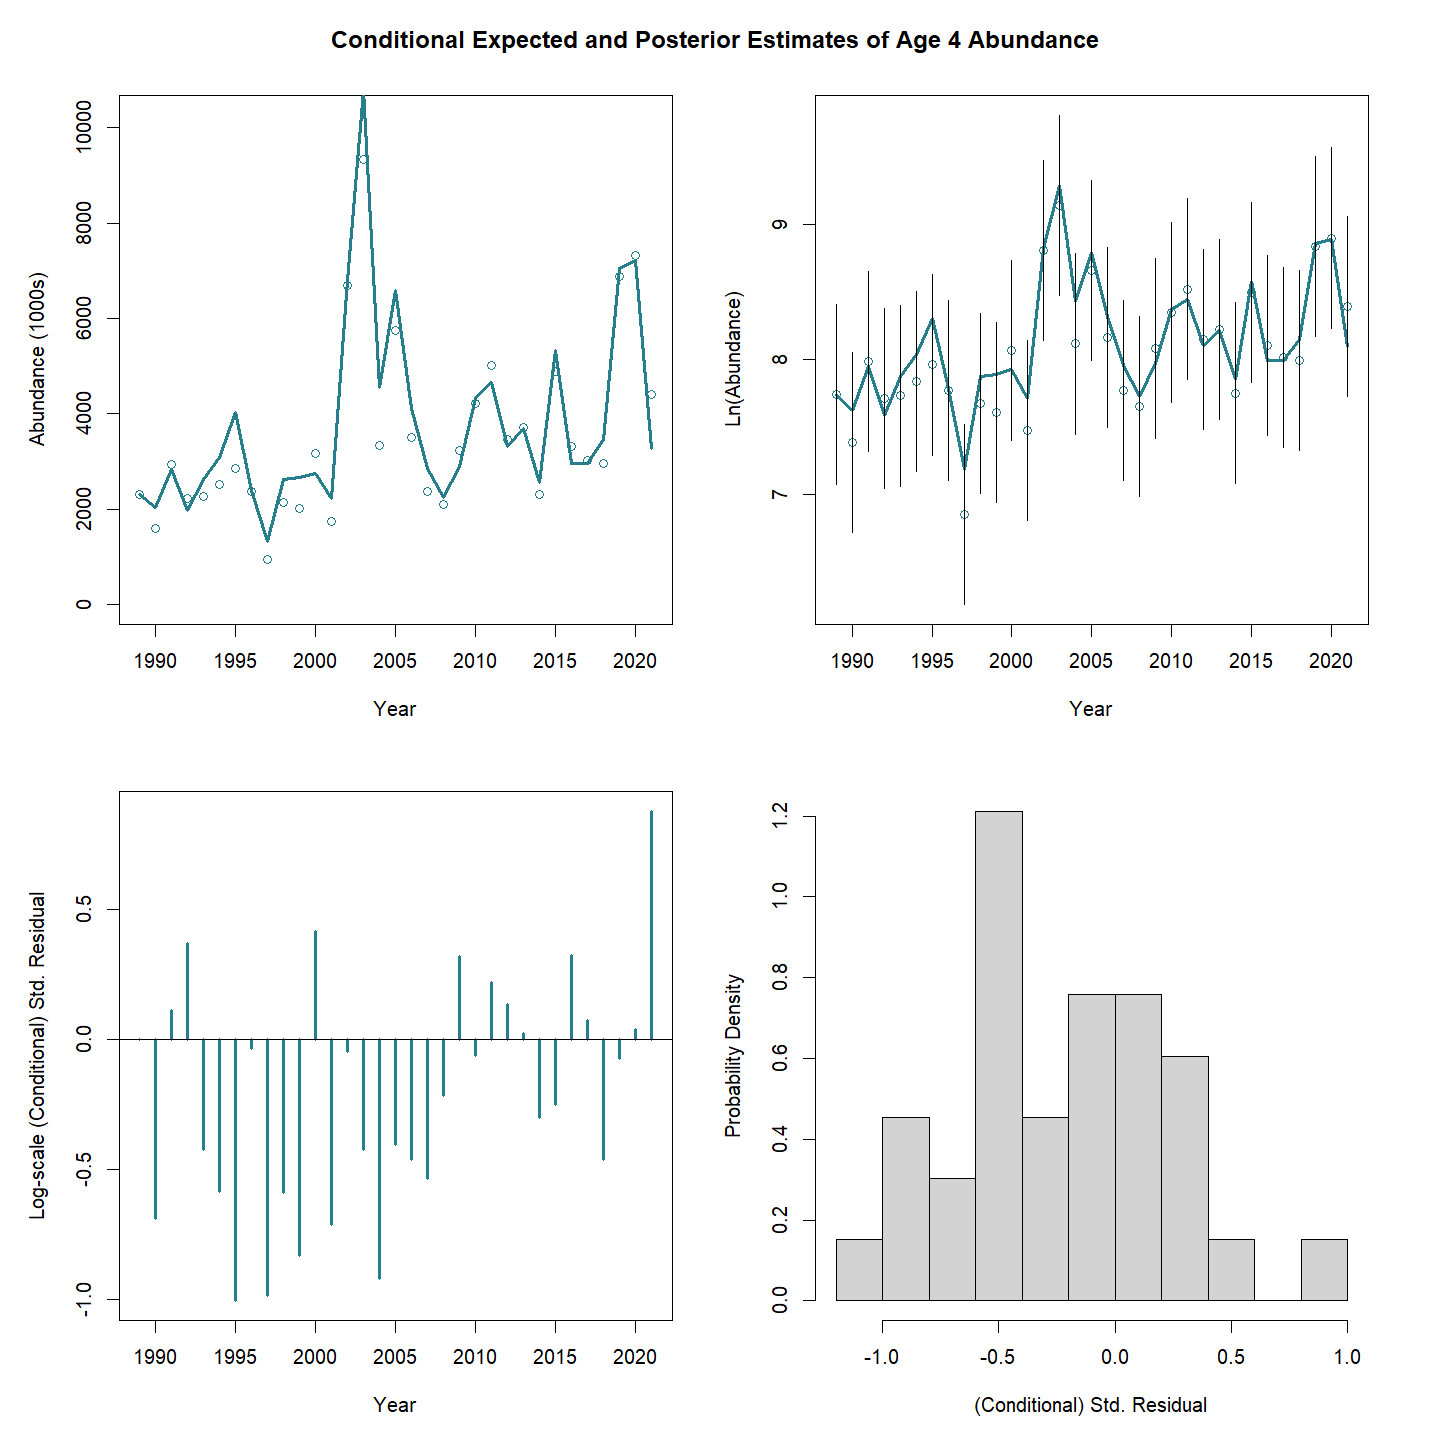 Conditional Expected and Posterior Estimates of Age 4 Abundance
Abundance (1000s)
10000
8000
6000
4000
2000
0
1990 1995 2000 2005 2010 2015 2020
Year
Ln(Abundance)
9
8
7
1990 1995 2000 2005 2010 2015 2020
Year
Log-scale (Conditional) Std. Residual
0.5
0.0
-0.5
-1.0
1990 1995 2000 2005 2010 2015 2020
Year
Probability Density
1.2
1.0
0.8
0.6
0.4
0.2
0.0
-1.0 -0.5 0.0 0.5 1.0
(Conditional) Std. Residual